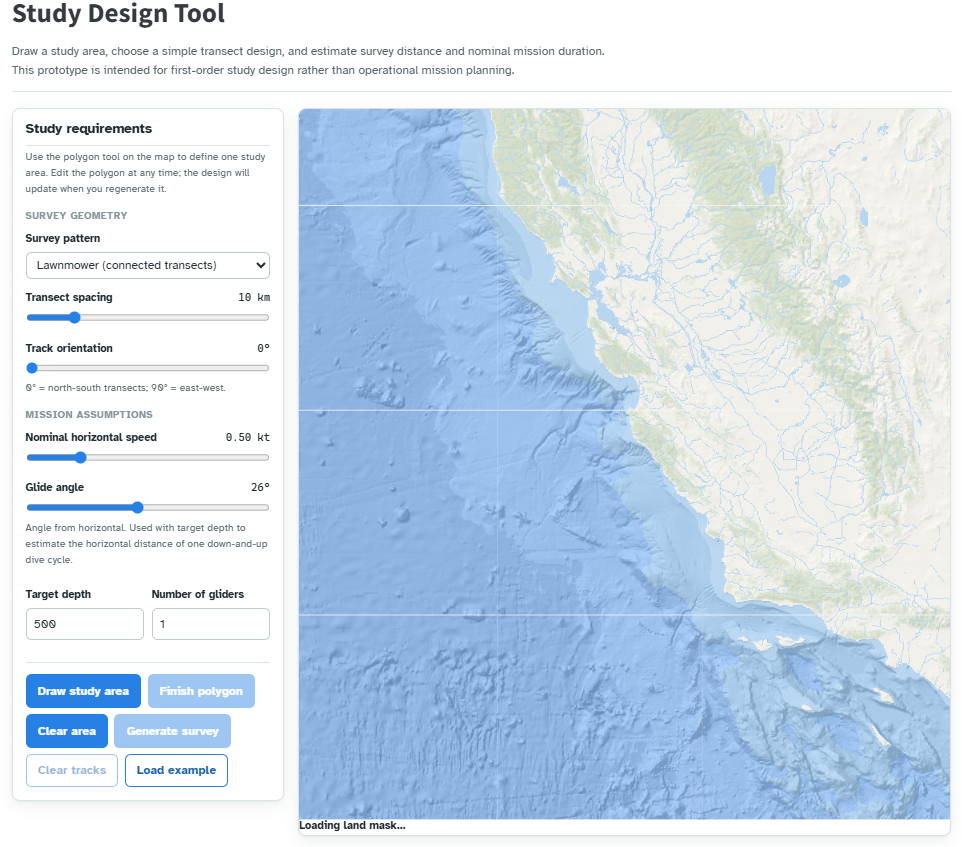 Study Design Tool
Draw a study area, choose a simple transect design, and estimate survey distance and nominal mission duration.
This prototype is intended for first-order study design rather than operational mission planning.
Study requirements
Use the polygon tool on the map to define one study
area. Edit the polygon at any time; the design will
update when you regenerate it.
SURVEY GEOMETRY
Survey pattern
Lawnmower (connected transects)
Transect spacing 10 km
Track orientation 0°
0° = north-south transects; 90° = east-west.
MISSION ASSUMPTIONS
Nominal horizontal speed 0.50 kt
Glide angle 26°
Angle from horizontal. Used with target depth to
estimate the horizontal distance of one down-and-up
dive cycle.
Target depth Number of gliders
500 1
Draw study area Finish polygon
Clear area Generate survey
Clear tracks Load example
Loading land mask...